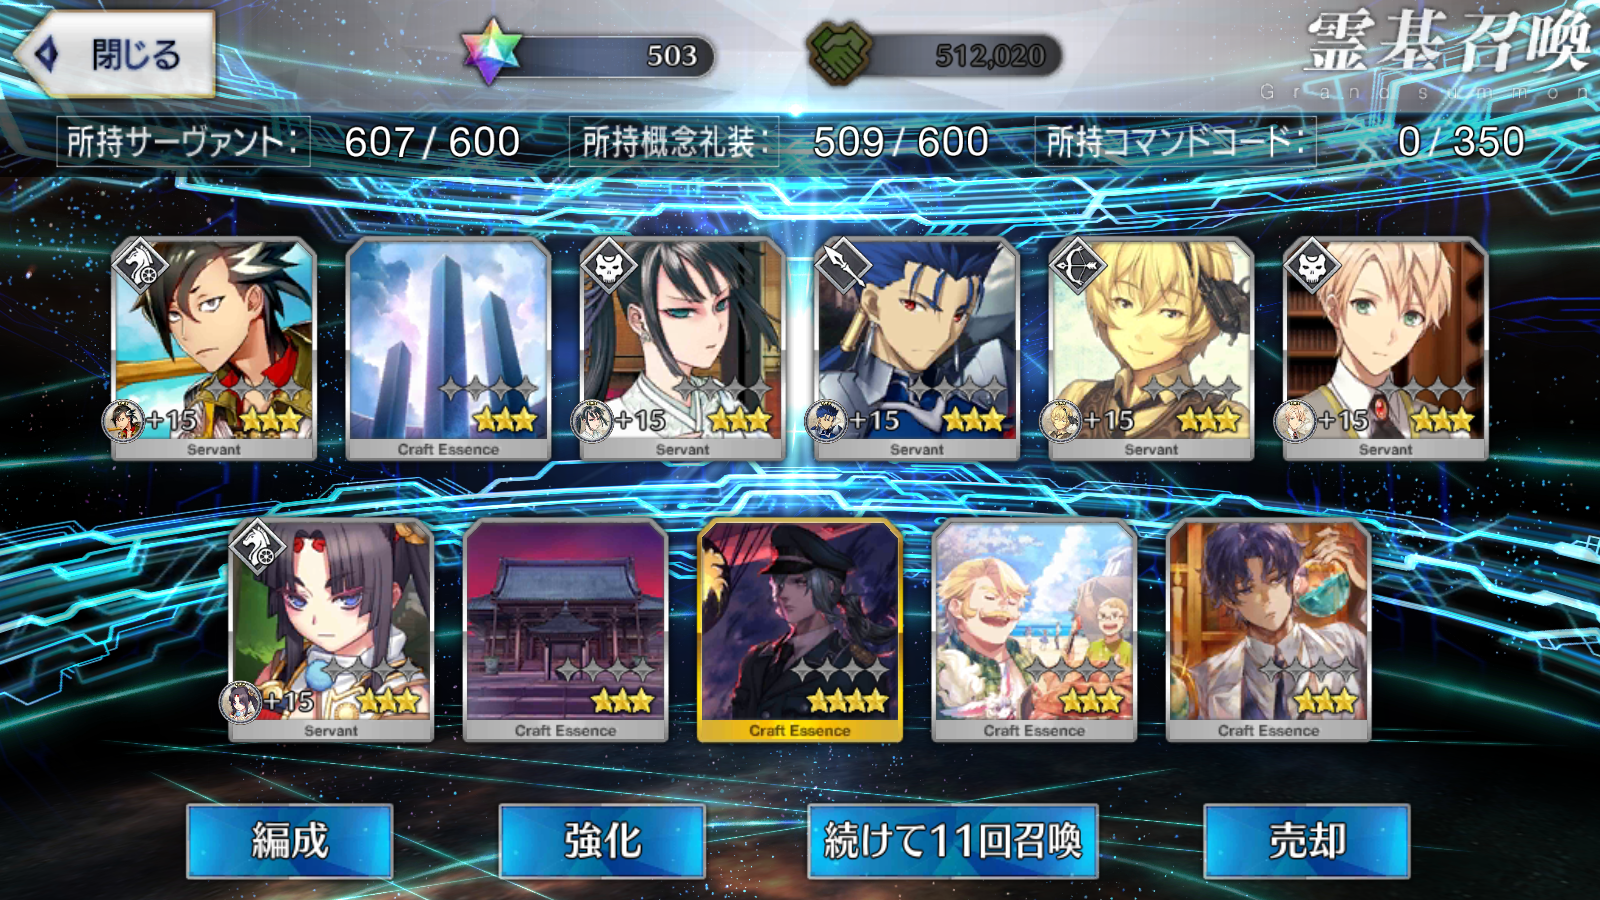 閉じる
503
512,020
霊基召喚
Grand summon
所持サーヴァント: 607 / 600
所持概念礼装: 509 / 600
所持コマンドコード: 0 / 350
+15 +15 +15 +15 +15
Servant Craft Essence Servant Servant Servant Servant
+15
Servant Craft Essence Craft Essence Craft Essence Craft Essence
編成 強化 続けて11回召喚 売却